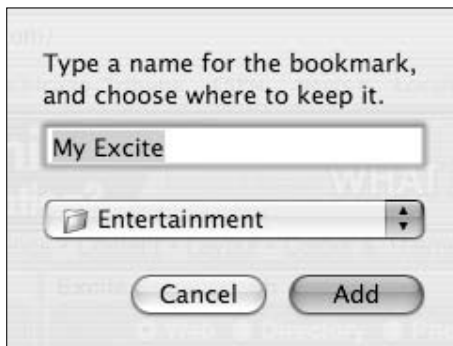 Type a name for the bookmark,
and choose where to keep it.
My Excite
Entertainment
Cancel
Add